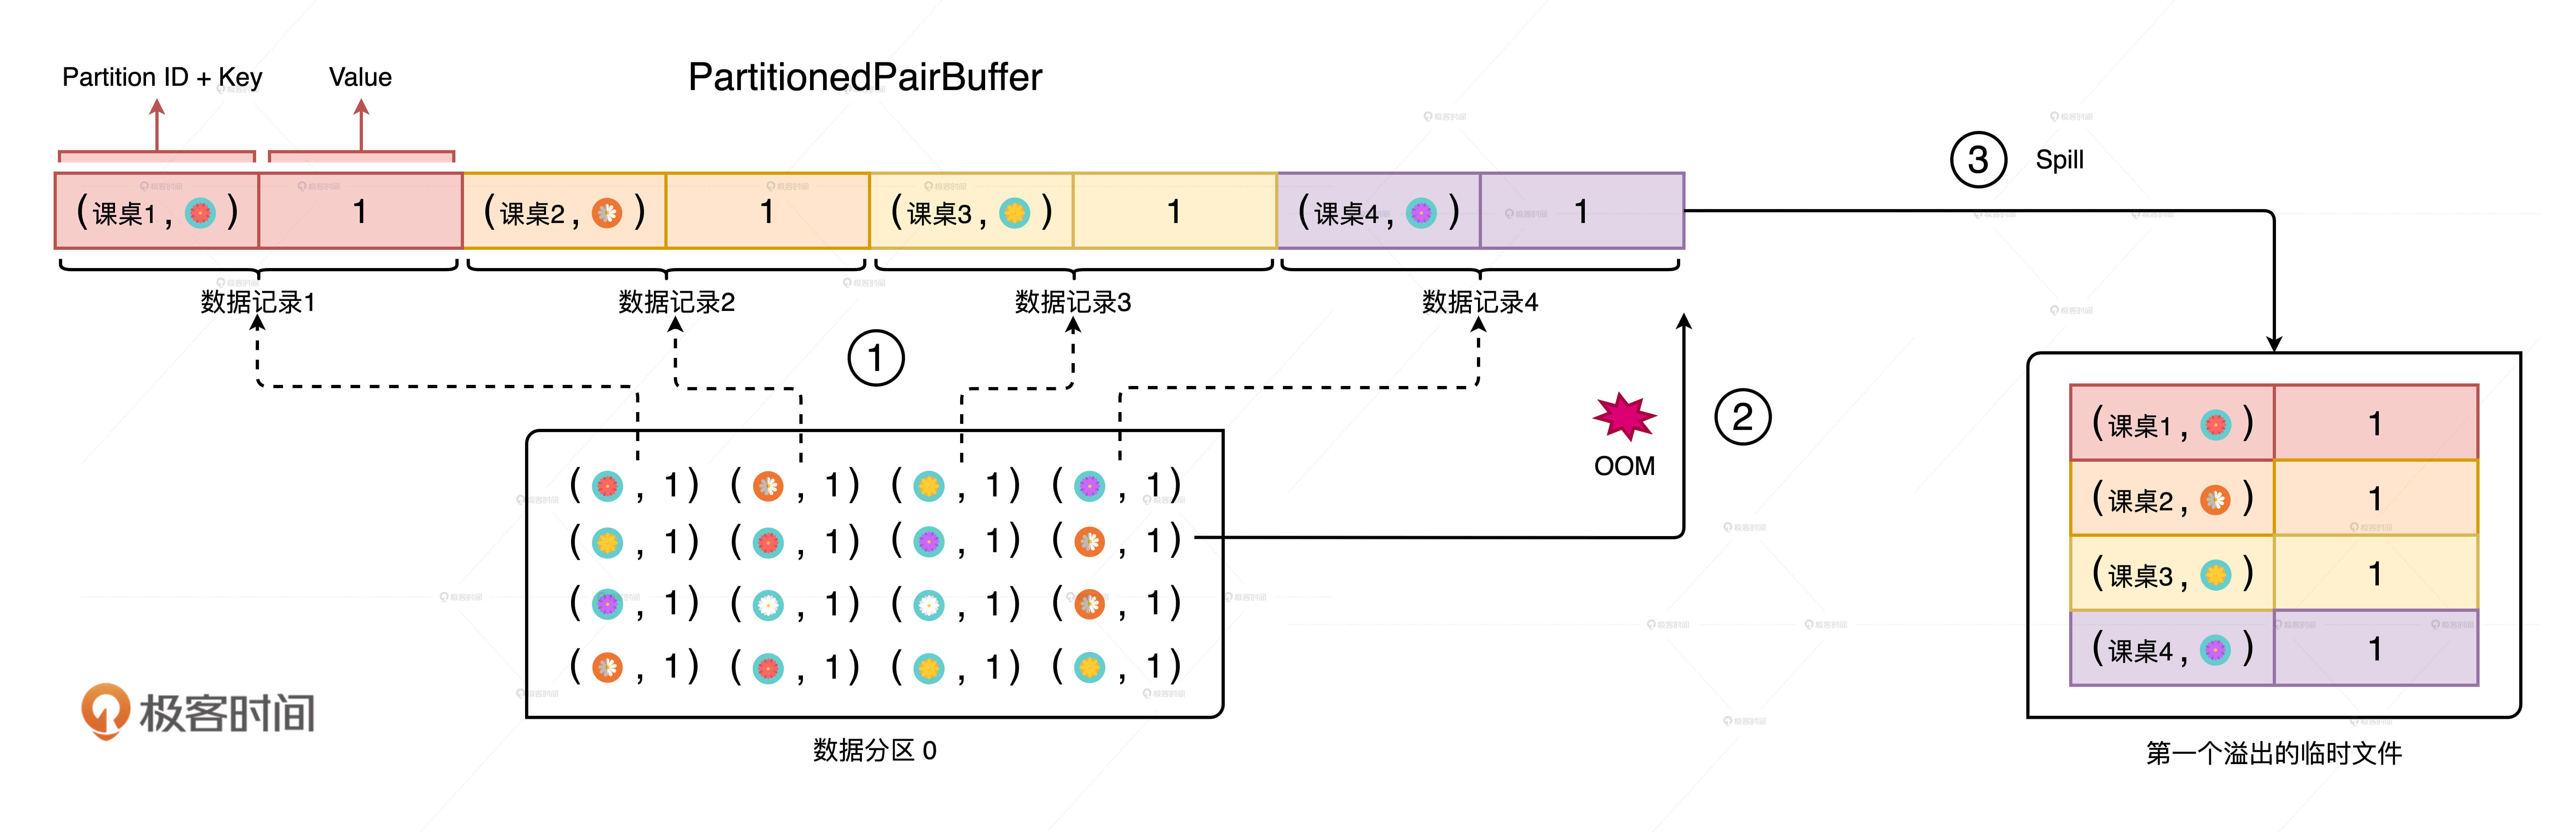 PartitionedPairBuffer
Partition ID + Key
Value
(课桌1, ) 1 (课桌2, ) 1 (课桌3, ) 1 (课桌4, ) 1
数据记录1 数据记录2 数据记录3 数据记录4
③ Spill
①
②
OOM
( , 1) ( , 1) ( , 1) ( , 1)
( , 1) ( , 1) ( , 1) ( , 1)
( , 1) ( , 1) ( , 1) ( , 1)
( , 1) ( , 1) ( , 1) ( , 1)
数据分区 0
(课桌1, ) 1
(课桌2, ) 1
(课桌3, ) 1
(课桌4, ) 1
第一个溢出的临时文件
极客时间